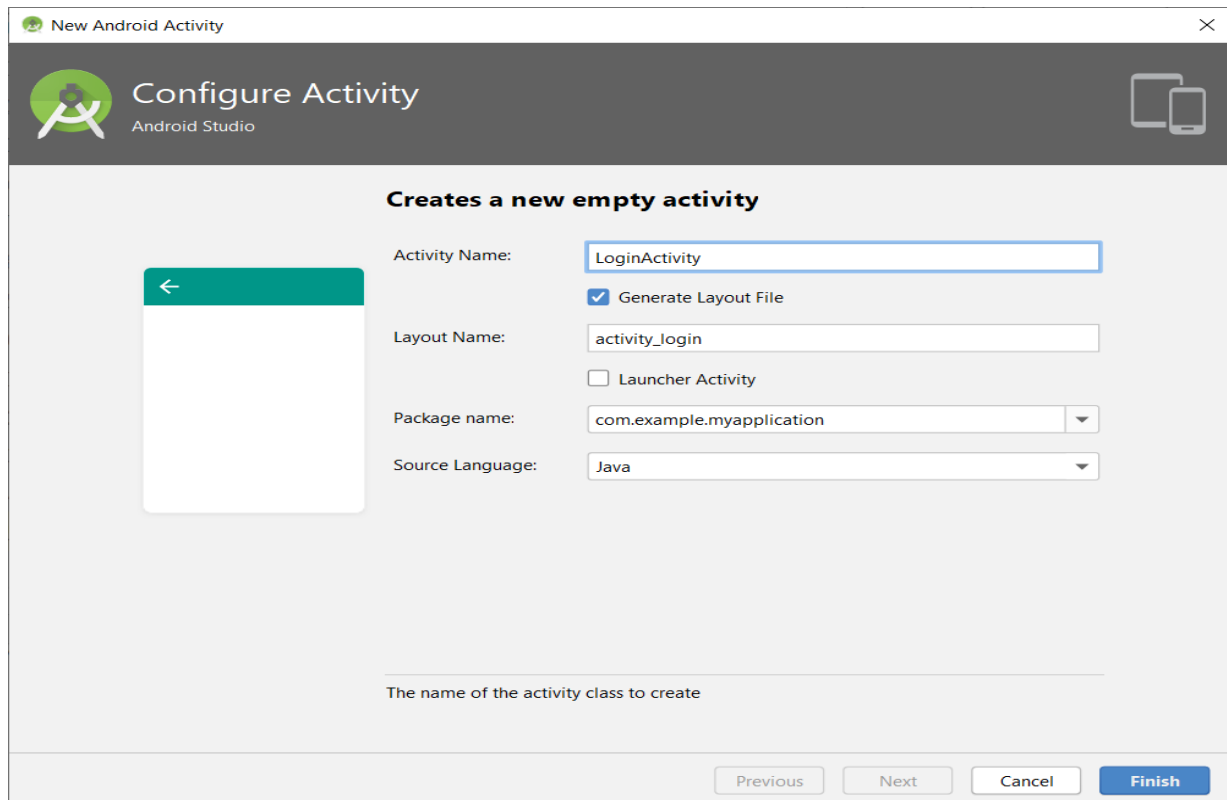 New Android Activity
Configure Activity
Android Studio
Creates a new empty activity
Activity Name:
LoginActivity
Generate Layout File
Layout Name:
activity_login
Launcher Activity
Package name:
com.example.myapplication
Source Language:
Java
The name of the activity class to create
Previous
Next
Cancel
Finish